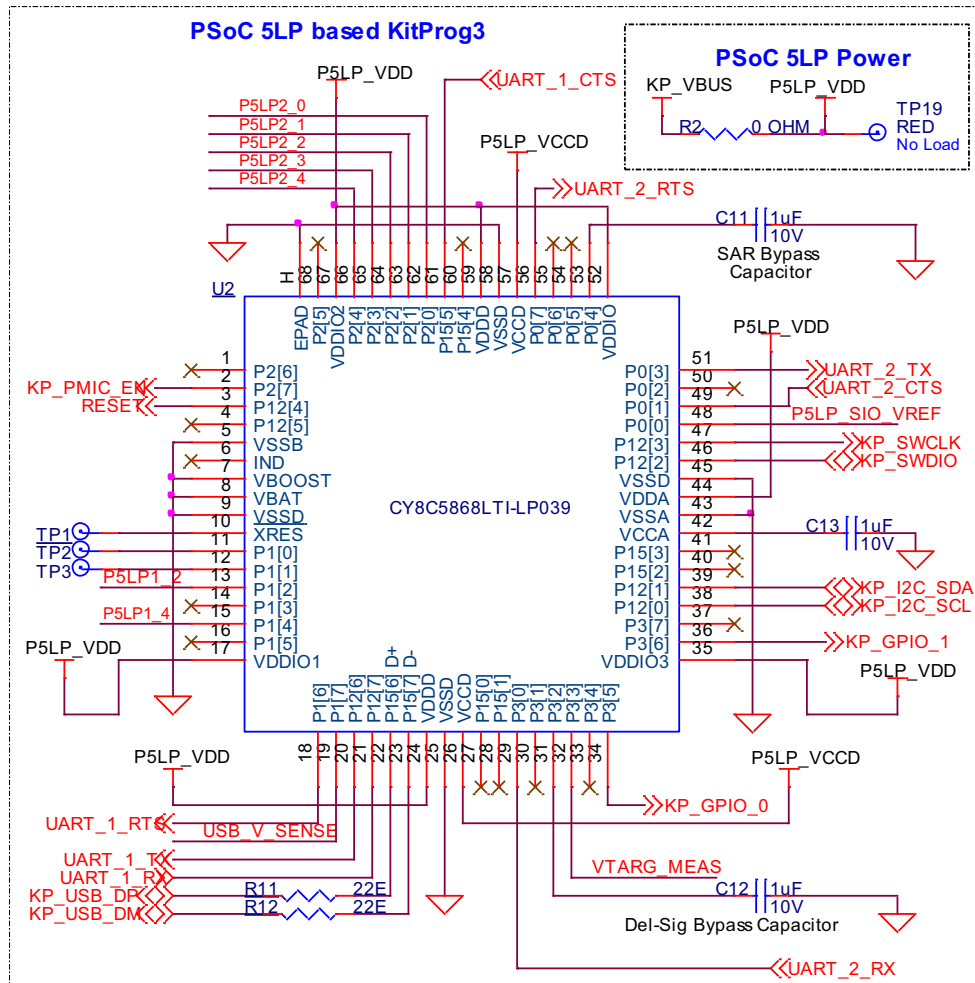 PSoC 5LP based KitProg3
PSoC 5LP Power
KP_VBUS
P5LP_VDD
R2
0 OHM
TP19
RED
No Load
P5LP_VDD
UART_1_CTS
P5LP2_0
P5LP2_1
P5LP2_2
P5LP2_3
P5LP2_4
P5LP_VCCD
UART_2_RTS
C11
1uF
10V
SAR Bypass
Capacitor
U2
H 68 67 66 65 64 63 62 61 60 59 58 57 56 55 54 53 52
EPAD
P2[5]
VDDIO2
P2[4]
P2[3]
P2[2]
P2[1]
P2[0]
P15[5]
P15[4]
VDDD
VSSD
VCCD
P0[7]
P0[6]
P0[5]
P0[4]
VDDIO
1 P2[6]
KP_PMIC_EN 2 P2[7]
RESET 3 P12[4]
4 P12[5]
5 VSSB
6 IND
7 VBOOST
8 VBAT
9 VSSD
TP1 10 XRES
TP2 11 P1[0]
TP3 12 P1[1]
P5LP1_2 13 P1[2]
14 P1[3]
P5LP1_4 15 P1[4]
16 P1[5]
17 VDDIO1
P5LP_VDD
CY8C5868LTI-LP039
P5LP_VDD
P0[3] 51 UART_2_TX
P0[2] 50
P0[1] 49 UART_2_CTS
P0[0] 48 P5LP_SIO_VREF
P12[3] 47 KP_SWCLK
P12[2] 46 KP_SWDIO
VSSD 45
VDDA 44
VSSA 43
VCCA 42 C13 1uF
10V
P15[3] 41
P15[2] 40
P12[1] 39 KP_I2C_SDA
P12[0] 38 KP_I2C_SCL
P3[7] 37
P3[6] 36 KP_GPIO_1
VDDIO3 35
P5LP_VDD
P1[6]
P1[7]
P12[6]
P12[7]
P15[6] D+
P15[7] D-
VDDD
VSSD
VCCD
P15[0]
P15[1]
P3[0]
P3[1]
P3[2]
P3[3]
P3[4]
P3[5]
18 19 20 21 22 23 24 25 26 27 28 29 30 31 32 33 34
P5LP_VDD
P5LP_VCCD
UART_1_RTS
USB_V_SENSE
KP_GPIO_0
UART_1_TX
UART_1_RX
VTARG_MEAS
KP_USB_DP
R11
22E
KP_USB_DM
R12
22E
C12
1uF
10V
Del-Sig Bypass Capacitor
UART_2_RX